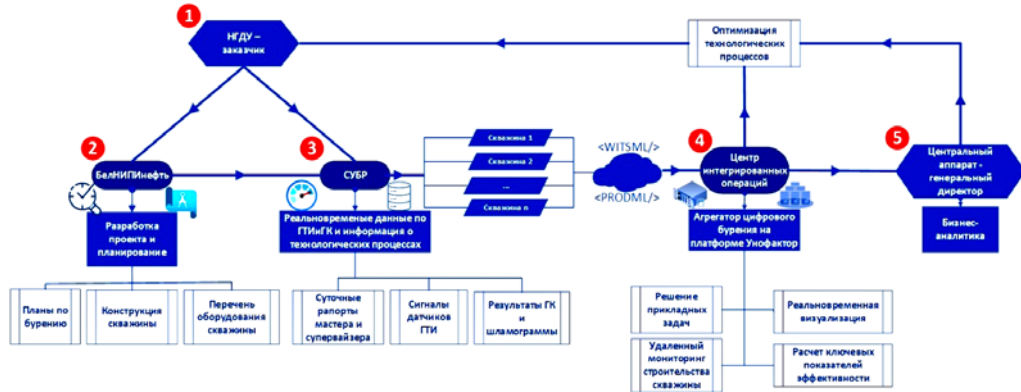 1
НГДУ –
заказчик
Оптимизация
технологических
процессов
2
БелНИПИнефть
3
СУБР
Скважина 1
Скважина 2
...
Скважина n
<WITSML/>
<PRODML/>
4
Центр
интегрированных
операций
5
Центральный
аппарат -
генеральный
директор
Разработка
проекта и
планирование
Реальновременые данные по
ГТИиГК и информация о
технологических процессах
Агрегатор цифрового
бурения на
платформе Унофактор
Бизнес-
аналитика
Планы по
бурению
Конструкция
скважины
Перечень
оборудования
скважины
Суточные
рапорты
мастера и
супервайзера
Сигналы
датчиков
ГТИ
Результаты ГК
и
шламограммы
Решение
прикладных
задач
Реальновременная
визуализация
Удаленный
мониторинг
строительства
скважины
Расчет ключевых
показателей
эффективности